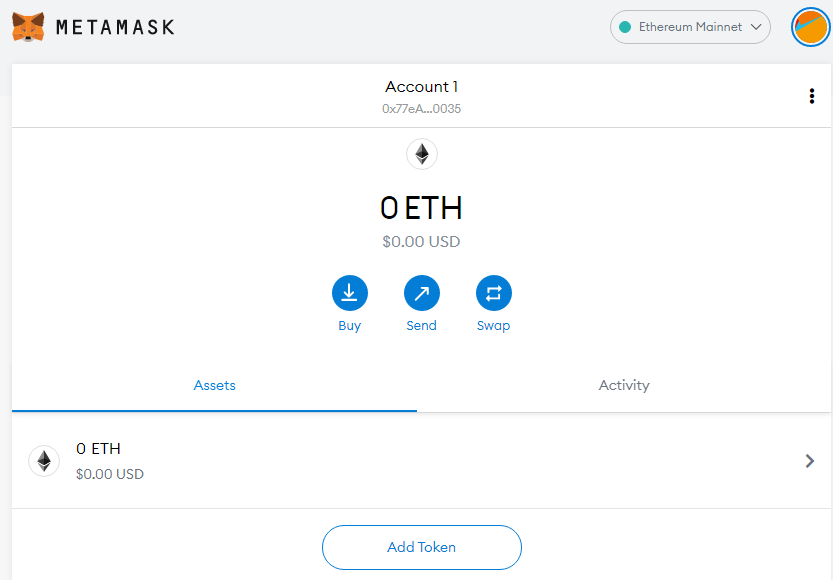 METAMASK
Ethereum Mainnet
Account 1
0x77eA...0035
0 ETH
$0.00 USD
Buy Send Swap
Assets Activity
0 ETH
$0.00 USD
Add Token